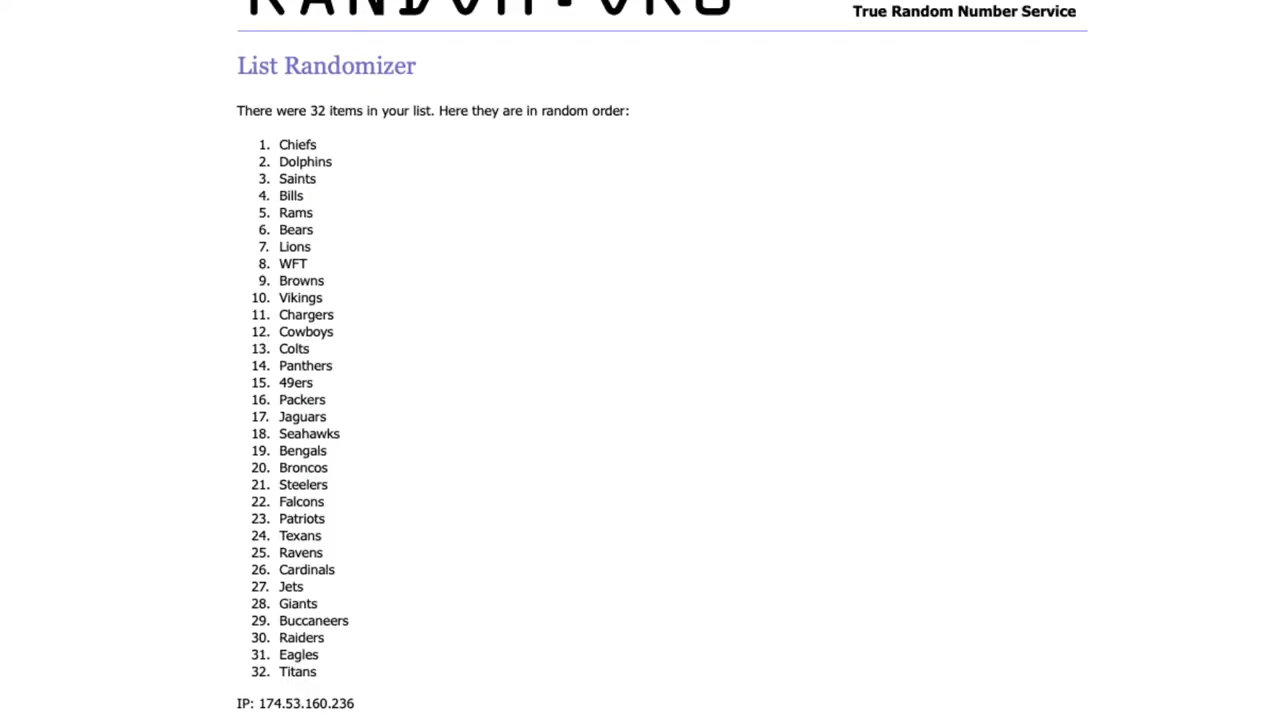 RANDOM.ORG
True Random Number Service
List Randomizer
There were 32 items in your list. Here they are in random order:
1. Chiefs
2. Dolphins
3. Saints
4. Bills
5. Rams
6. Bears
7. Lions
8. WFT
9. Browns
10. Vikings
11. Chargers
12. Cowboys
13. Colts
14. Panthers
15. 49ers
16. Packers
17. Jaguars
18. Seahawks
19. Bengals
20. Broncos
21. Steelers
22. Falcons
23. Patriots
24. Texans
25. Ravens
26. Cardinals
27. Jets
28. Giants
29. Buccaneers
30. Raiders
31. Eagles
32. Titans
IP: 174.53.160.236